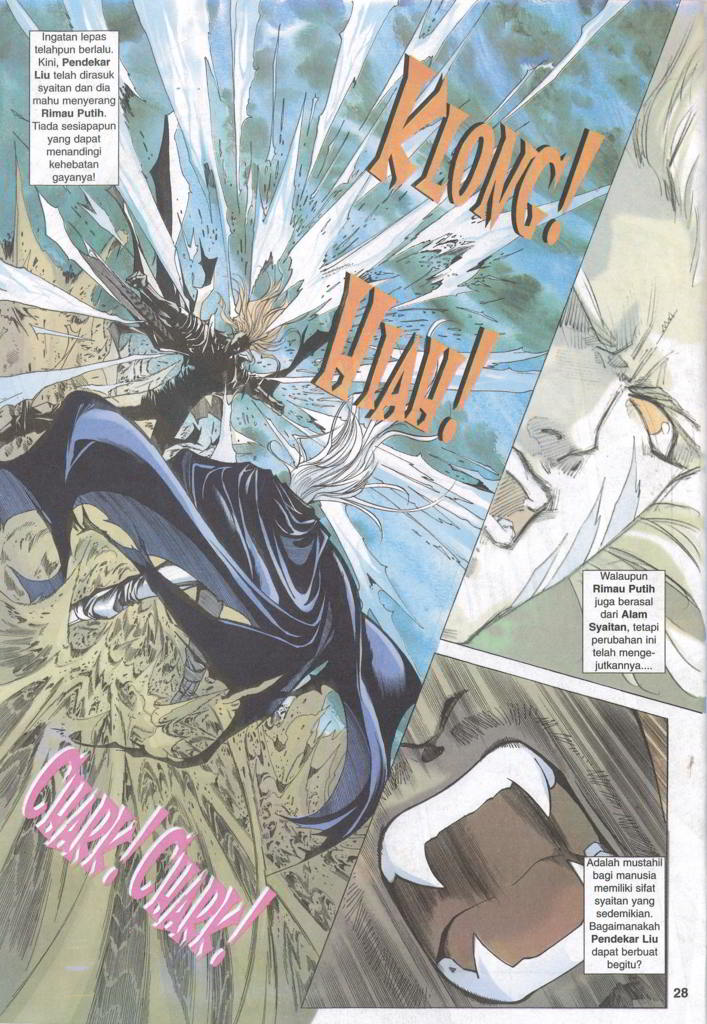 Ingatan lepas
telahpun berlalu.
Kini, Pendekar
Liu telah dirasuk
syaitan dan dia
mahu menyerang
Rimau Putih.
Tiada sesiapapun
yang dapat
menandingi
kehebatan
gayanya!
KLONG!
HIAH!
Walaupun
Rimau Putih
juga berasal
dari Alam
Syaitan, tetapi
perubahan ini
telah menge-
jutkannya....
CHARK! CHARK!
Adalah mustahil
bagi manusia
memiliki sifat
syaitan yang
sedemikian.
Bagaimanakah
Pendekar Liu
dapat berbuat
begitu?
28